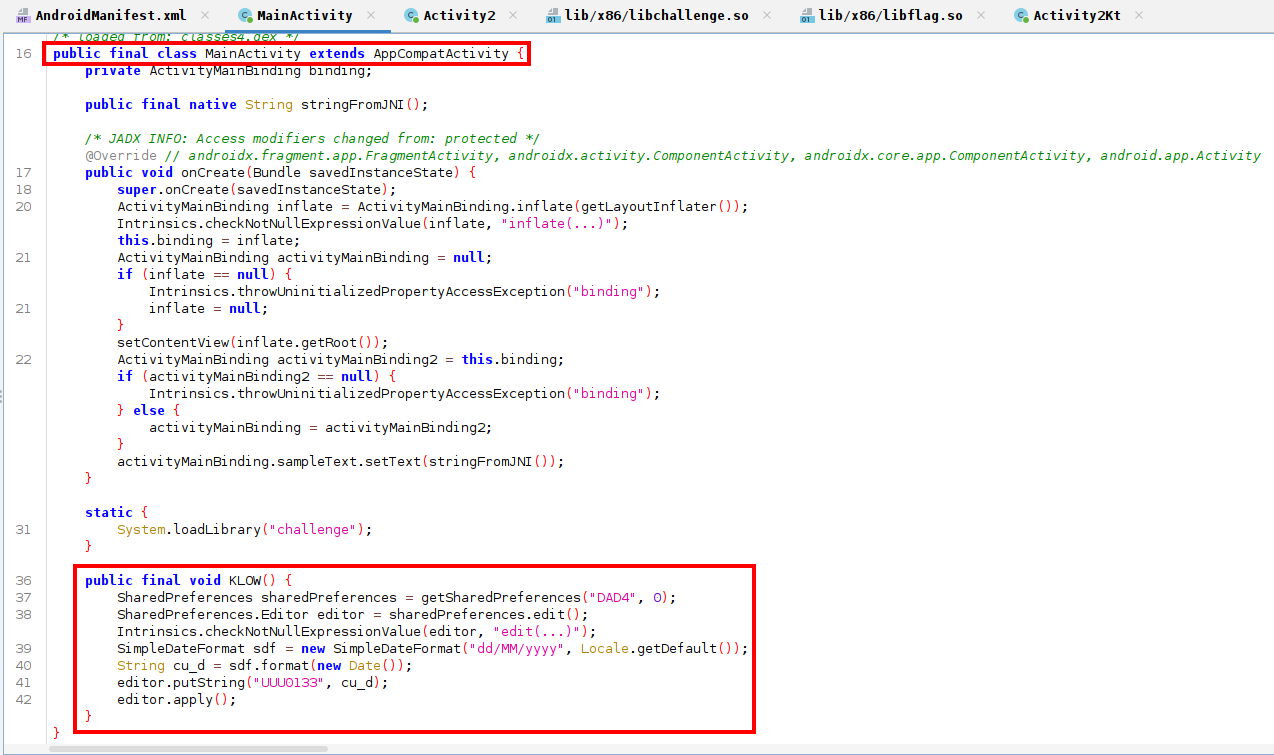 AndroidManifest.xml MainActivity Activity2 lib/x86/libchallenge.so lib/x86/libflag.so Activity2Kt
/* loaded from: classes4.dex */
16 public final class MainActivity extends AppCompatActivity {
private ActivityMainBinding binding;
public final native String stringFromJNI();
/* JADX INFO: Access modifiers changed from: protected */
@Override // androidx.fragment.app.FragmentActivity, androidx.activity.ComponentActivity, androidx.core.app.ComponentActivity, android.app.Activity
17 public void onCreate(Bundle savedInstanceState) {
18 super.onCreate(savedInstanceState);
20 ActivityMainBinding inflate = ActivityMainBinding.inflate(getLayoutInflater());
Intrinsics.checkNotNullExpressionValue(inflate, "inflate(...)");
this.binding = inflate;
21 ActivityMainBinding activityMainBinding = null;
if (inflate == null) {
Intrinsics.throwUninitializedPropertyAccessException("binding");
21 inflate = null;
}
setContentView(inflate.getRoot());
22 ActivityMainBinding activityMainBinding2 = this.binding;
if (activityMainBinding2 == null) {
Intrinsics.throwUninitializedPropertyAccessException("binding");
} else {
activityMainBinding = activityMainBinding2;
}
activityMainBinding.sampleText.setText(stringFromJNI());
}
static {
31 System.loadLibrary("challenge");
}
36 public final void KLOW() {
37 SharedPreferences sharedPreferences = getSharedPreferences("DAD4", 0);
38 SharedPreferences.Editor editor = sharedPreferences.edit();
Intrinsics.checkNotNullExpressionValue(editor, "edit(...)");
39 SimpleDateFormat sdf = new SimpleDateFormat("dd/MM/yyyy", Locale.getDefault());
40 String cu_d = sdf.format(new Date());
41 editor.putString("UUU0133", cu_d);
42 editor.apply();
}
}